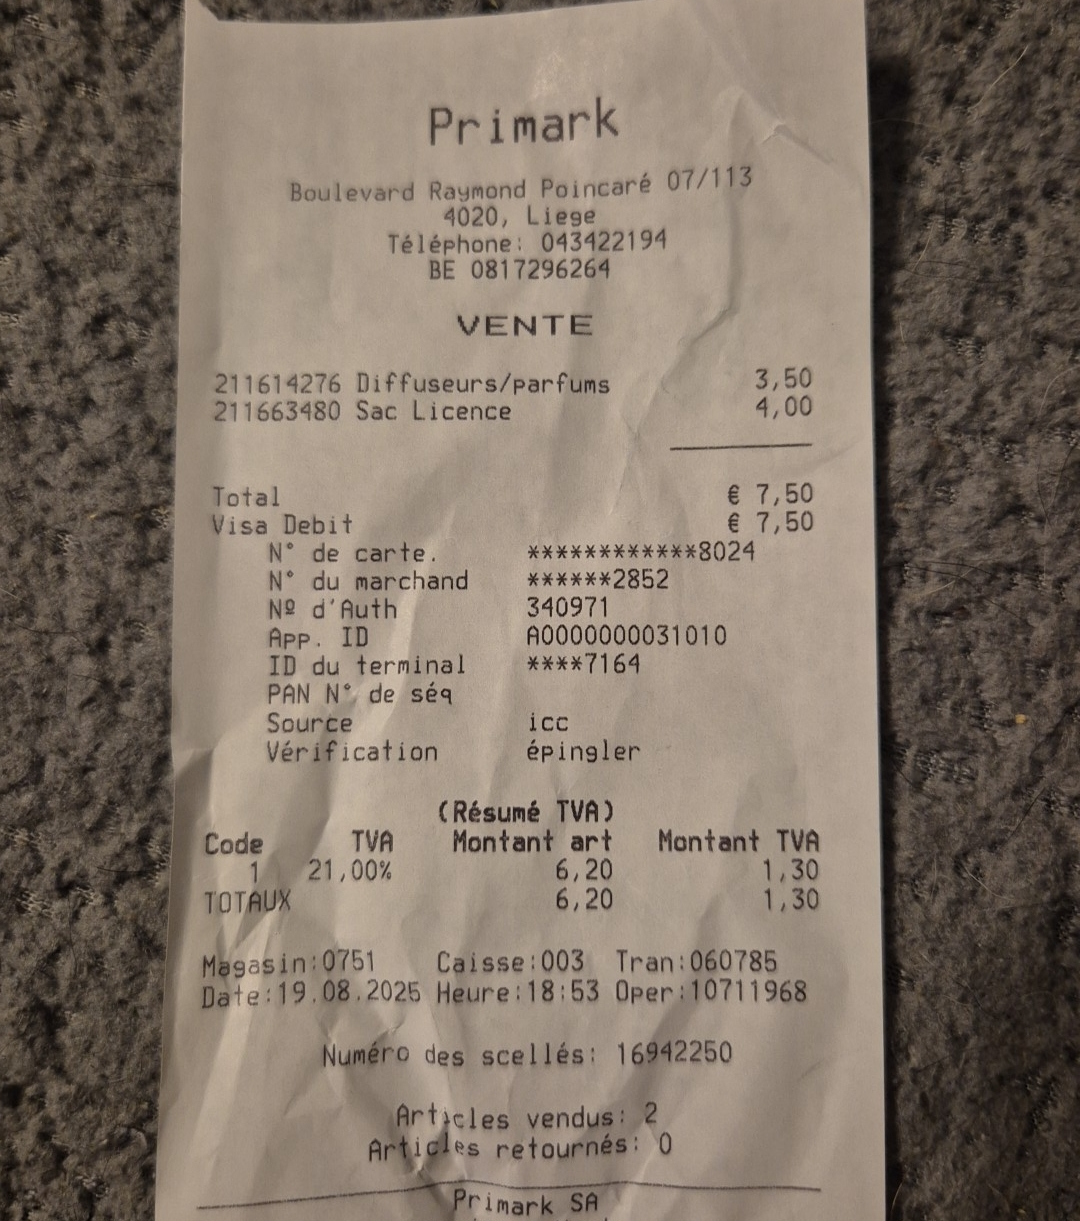 Primark
Boulevard Raymond Poincaré 07/113
4020, Liege
Téléphone: 043422194
BE 0817296264
VENTE
211614276 Diffuseurs/parfums 3,50
211663480 Sac Licence 4,00
Total € 7,50
Visa Debit € 7,50
N° de carte. ************8024
N° du marchand ******2852
Nº d'Auth 340971
App. ID A0000000031010
ID du terminal ****7164
PAN N° de séq
Source icc
Vérification épingler
(Résumé TVA)
Code TVA Montant art Montant TVA
1 21,00% 6,20 1,30
TOTAUX 6,20 1,30
Magasin:0751 Caisse:003 Tran:060785
Date:19.08.2025 Heure:18:53 Oper:10711968
Numéro des scellés: 16942250
Articles vendus: 2
Articles retournés: 0
Primark SA